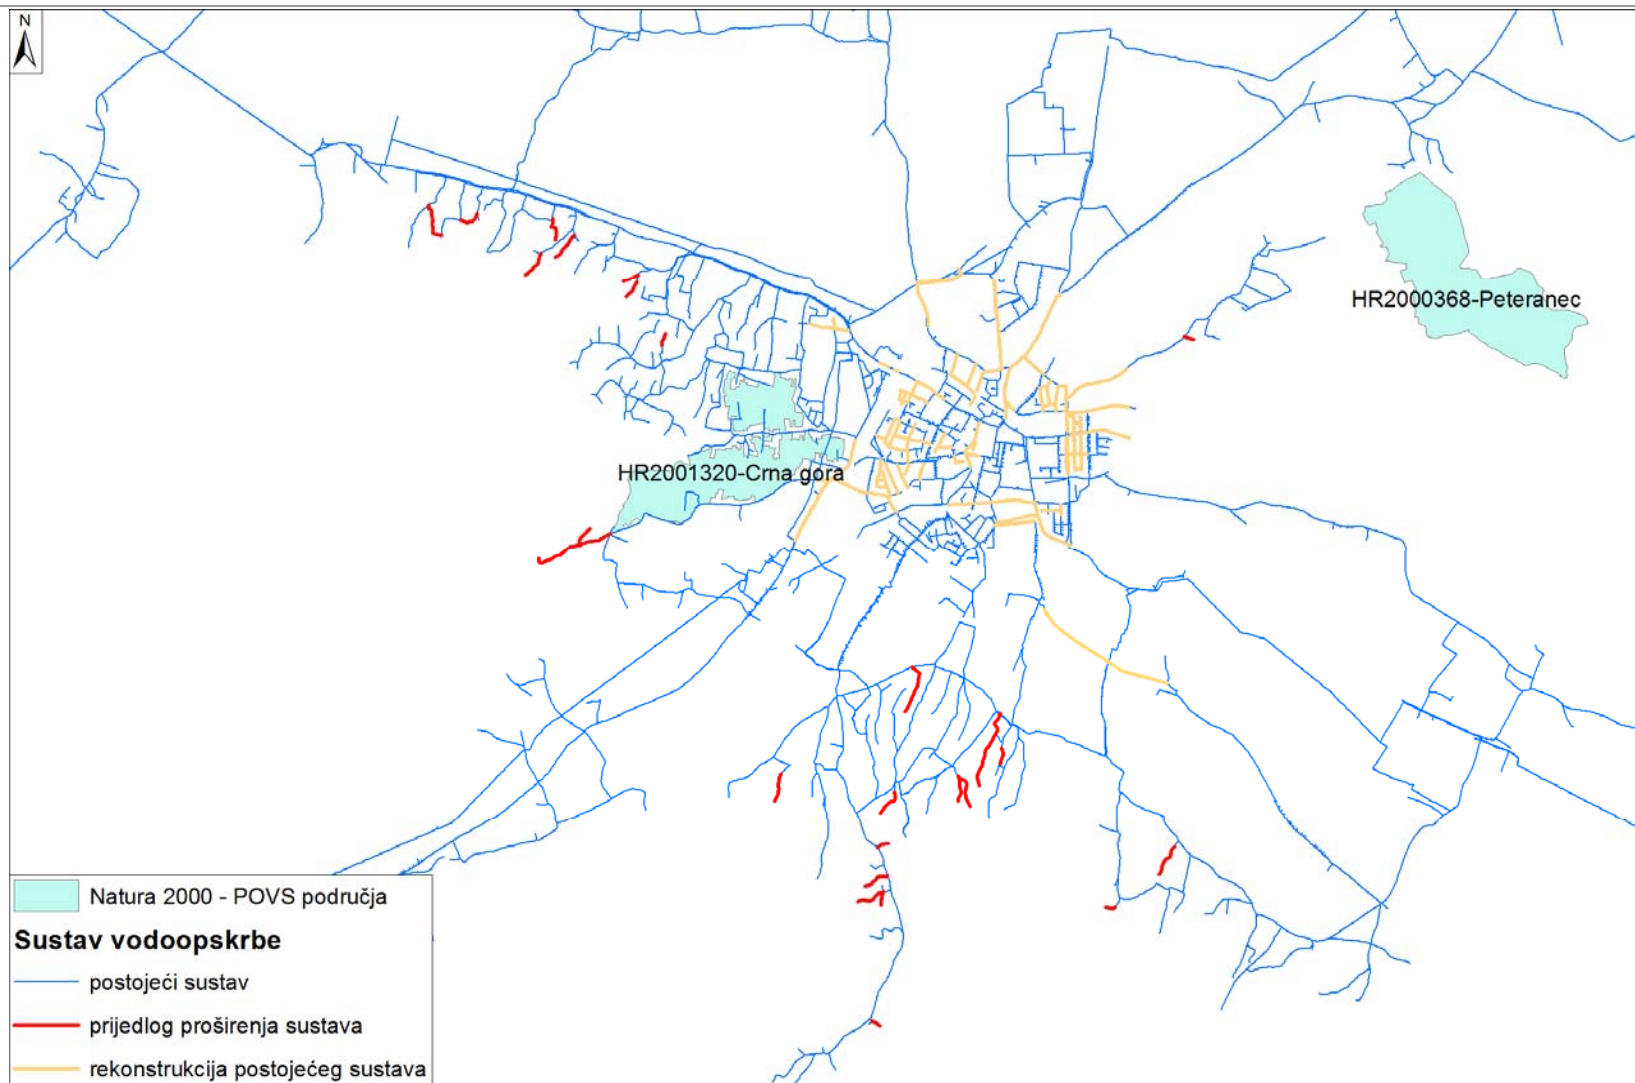 N
HR2000368-Peteranec
HR2001320-Crna gora
Natura 2000 - POVS područja
Sustav vodoopskrbe
postojeći sustav
prijedlog proširenja sustava
rekonstrukcija postojećeg sustava